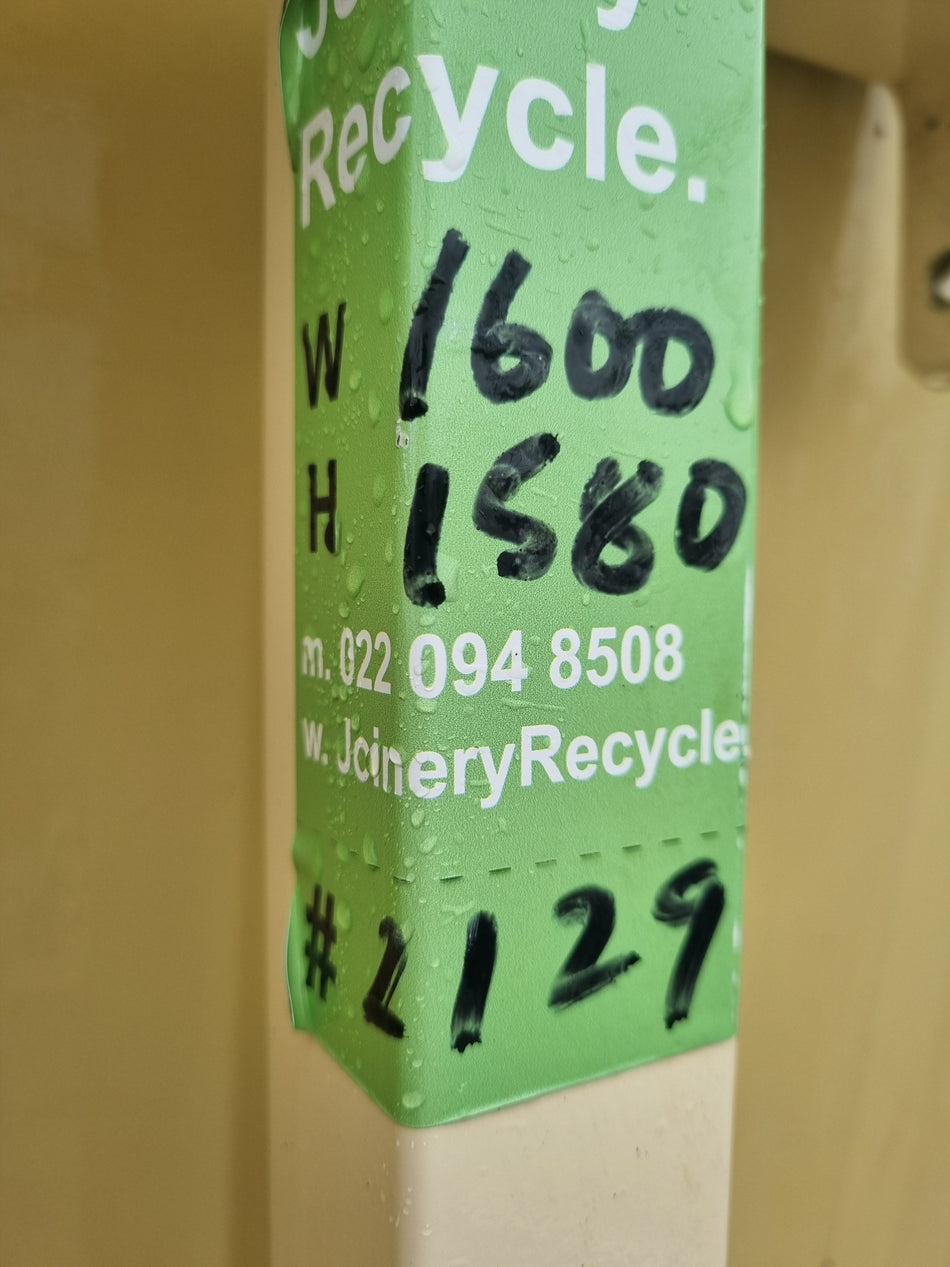 Recycle.
W 1600
H 1580
m. 022 094 8508
w. JoineryRecycle.
# 2129